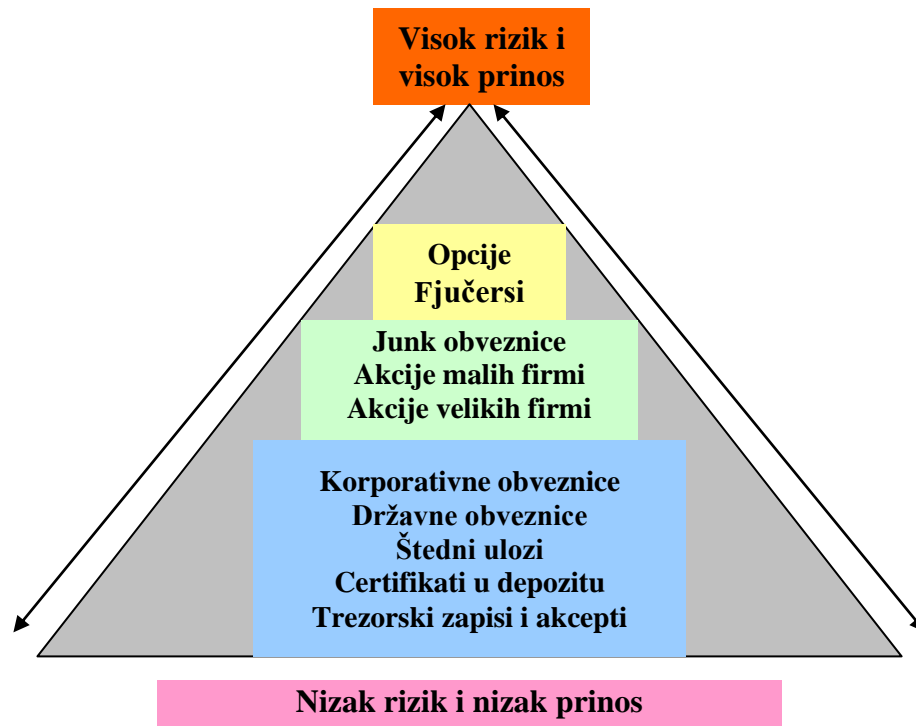 Visok rizik i
visok prinos
Opcije
Fjučersi
Junk obveznice
Akcije malih firmi
Akcije velikih firmi
Korporativne obveznice
Državne obveznice
Štedni ulozi
Certifikati u depozitu
Trezorski zapisi i akcepti
Nizak rizik i nizak prinos